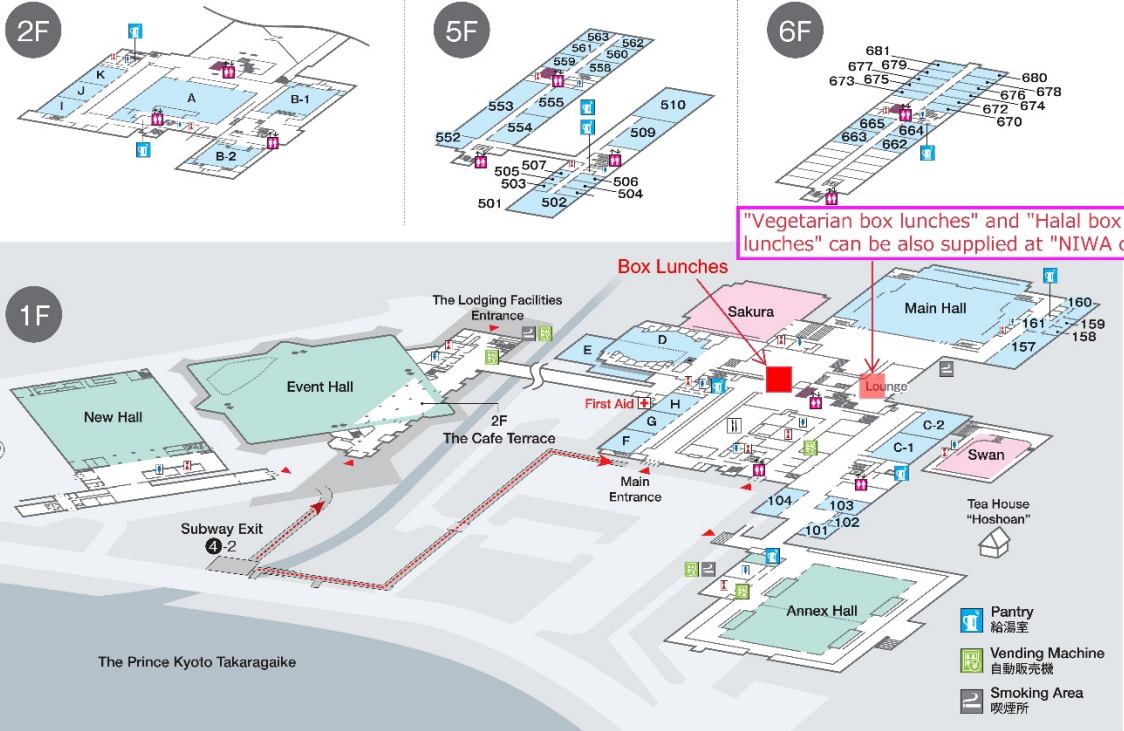 2F
K
J
I
A
B-1
B-2
5F
563
562
561
560
559
558
553
555
552
554
510
509
507
505
503
501
502
506
504
6F
681
677
679
673
675
680
678
676
674
672
670
665
663
664
662
"Vegetarian box lunches" and "Halal box
lunches" can be also supplied at "NIWA c
1F
Box Lunches
The Lodging Facilities
Entrance
Sakura
Main Hall
160
161
159
158
157
E
D
Event Hall
New Hall
2F
The Cafe Terrace
First Aid
H
G
F
Lounge
C-2
C-1
Swan
Main
Entrance
104
103
102
101
Tea House
"Hoshoan"
Subway Exit
4-2
Annex Hall
The Prince Kyoto Takaragaike
Pantry
給湯室
Vending Machine
自動販売機
Smoking Area
喫煙所